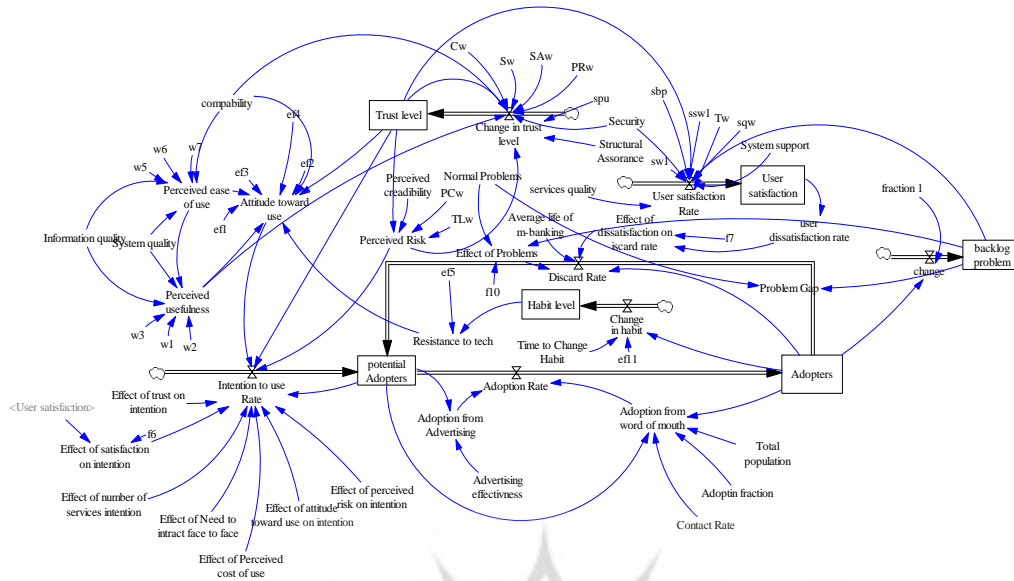 Cw
Sw
SAw
PRw
spu
sbp
ssw1
Tw
sqw
compability
ef4
Trust level
Change in trust
level
Security
Structural
Assorance
System support
sw1
User
satisfaction
User satisfaction
Rate
fraction 1
w6
w7
w5
ef3
ef2
Perceived ease
of use
Attitude toward
use
ef1
Perceived
creadibility
PCw
TLw
Perceived Risk
Normal Problems
services quality
Average life of
m-banking
Effect of
dissatisfaction on
iscard rate
f7
user
dissatisfaction rate
Information quality
System quality
Effect of Problems
Discard Rate
f10
backlog
problem
change
Problem Gap
Perceived
usefulness
w3
w1
w2
ef5
Habit level
Change
in habit
Time to Change
Habit
ef11
Resistance to tech
potential
Adopters
Adoption Rate
Adopters
Intention to use
Rate
Effect of trust on
intention
<User satisfaction>
f6
Effect of satisfaction
on intention
Adoption from
Advertising
Adoption from
word of mouth
Total
population
Advertising
effectivness
Adoptin fraction
Contact Rate
Effect of number of
services intention
Effect of Need to
intract face to face
Effect of Perceived
cost of use
Effect of attitude
toward use on intention
Effect of perceived
risk on intention